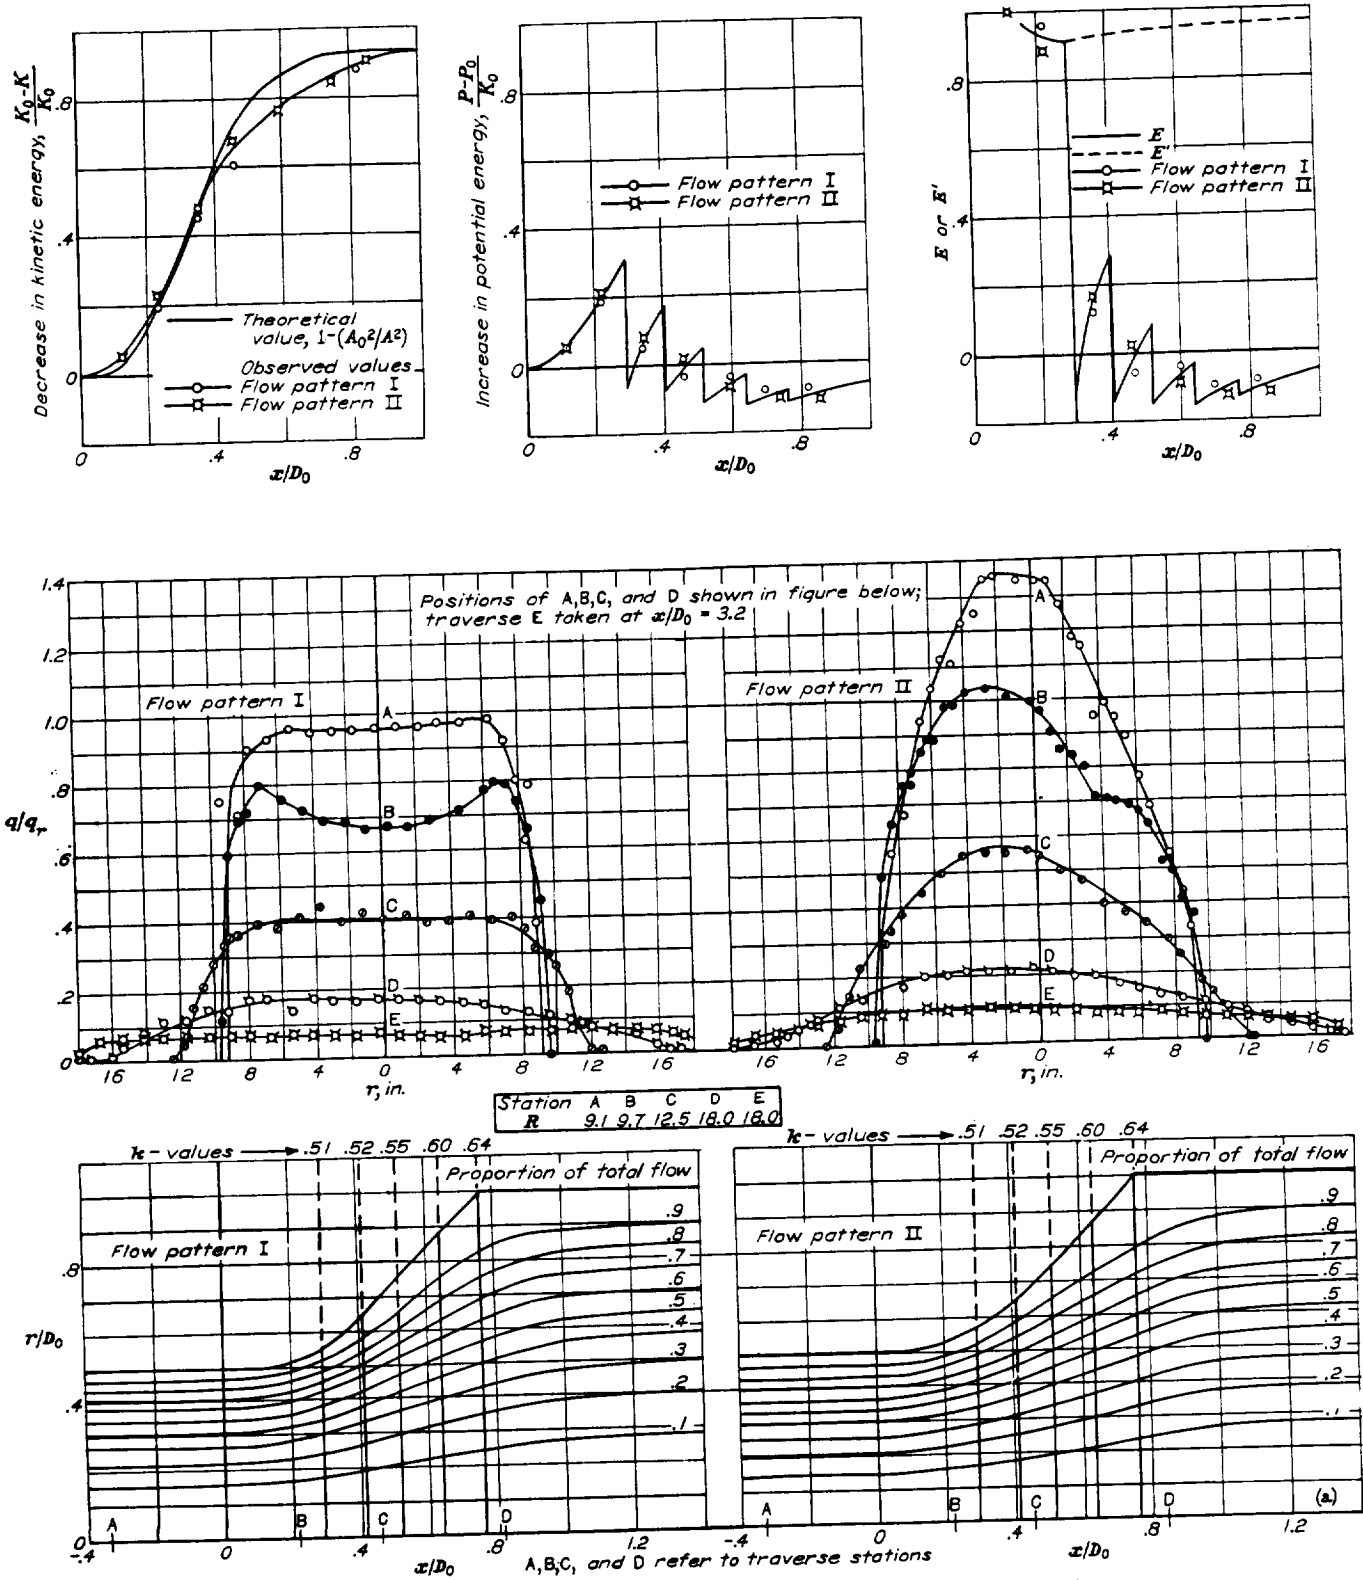 Decrease in kinetic energy, K₀-K/K₀
.8
.4
0
Theoretical
value, 1-(A₀²/A²)
Observed values
Flow pattern I
Flow pattern II
0 .4 .8
x/D₀
Increase in potential energy, P-P₀/K₀
.8
.4
0
Flow pattern I
Flow pattern II
0 .4 .8
x/D₀
E or E'
.8
.4
0
E
E'
Flow pattern I
Flow pattern II
0 .4 .8
x/D₀
q/qᵣ
1.4
1.2
1.0
.8
.6
.4
.2
0
Positions of A,B,C, and D shown in figure below;
traverse E taken at x/D₀ = 3.2
Flow pattern I
A
B
C
D
E
16 12 8 4 0 4 8 12 16
r, in.
Flow pattern II
A
B
C
D
E
16 12 8 4 0 4 8 12 16
r, in.
Station A B C D E
R 9.1 9.7 12.5 18.0 18.0
k-values .51 .52 .55 .60 .64
Proportion of total flow
Flow pattern I
.9
.8
.7
.6
.5
.4
.3
.2
.1
r/D₀
.8
.4
0
A B C D
-.4 0 .4 .8 1.2
x/D₀
k-values .51 .52 .55 .60 .64
Proportion of total flow
Flow pattern II
.9
.8
.7
.6
.5
.4
.3
.2
.1
(a)
A B C D
-.4 0 .4 .8 1.2
x/D₀
A,B,C, and D refer to traverse stations